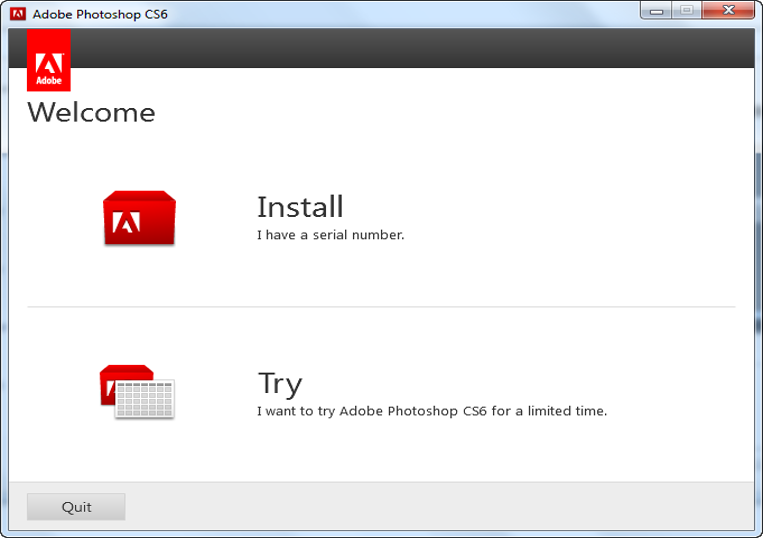 Adobe Photoshop CS6
Adobe
Welcome
Install
I have a serial number.
Try
I want to try Adobe Photoshop CS6 for a limited time.
Quit